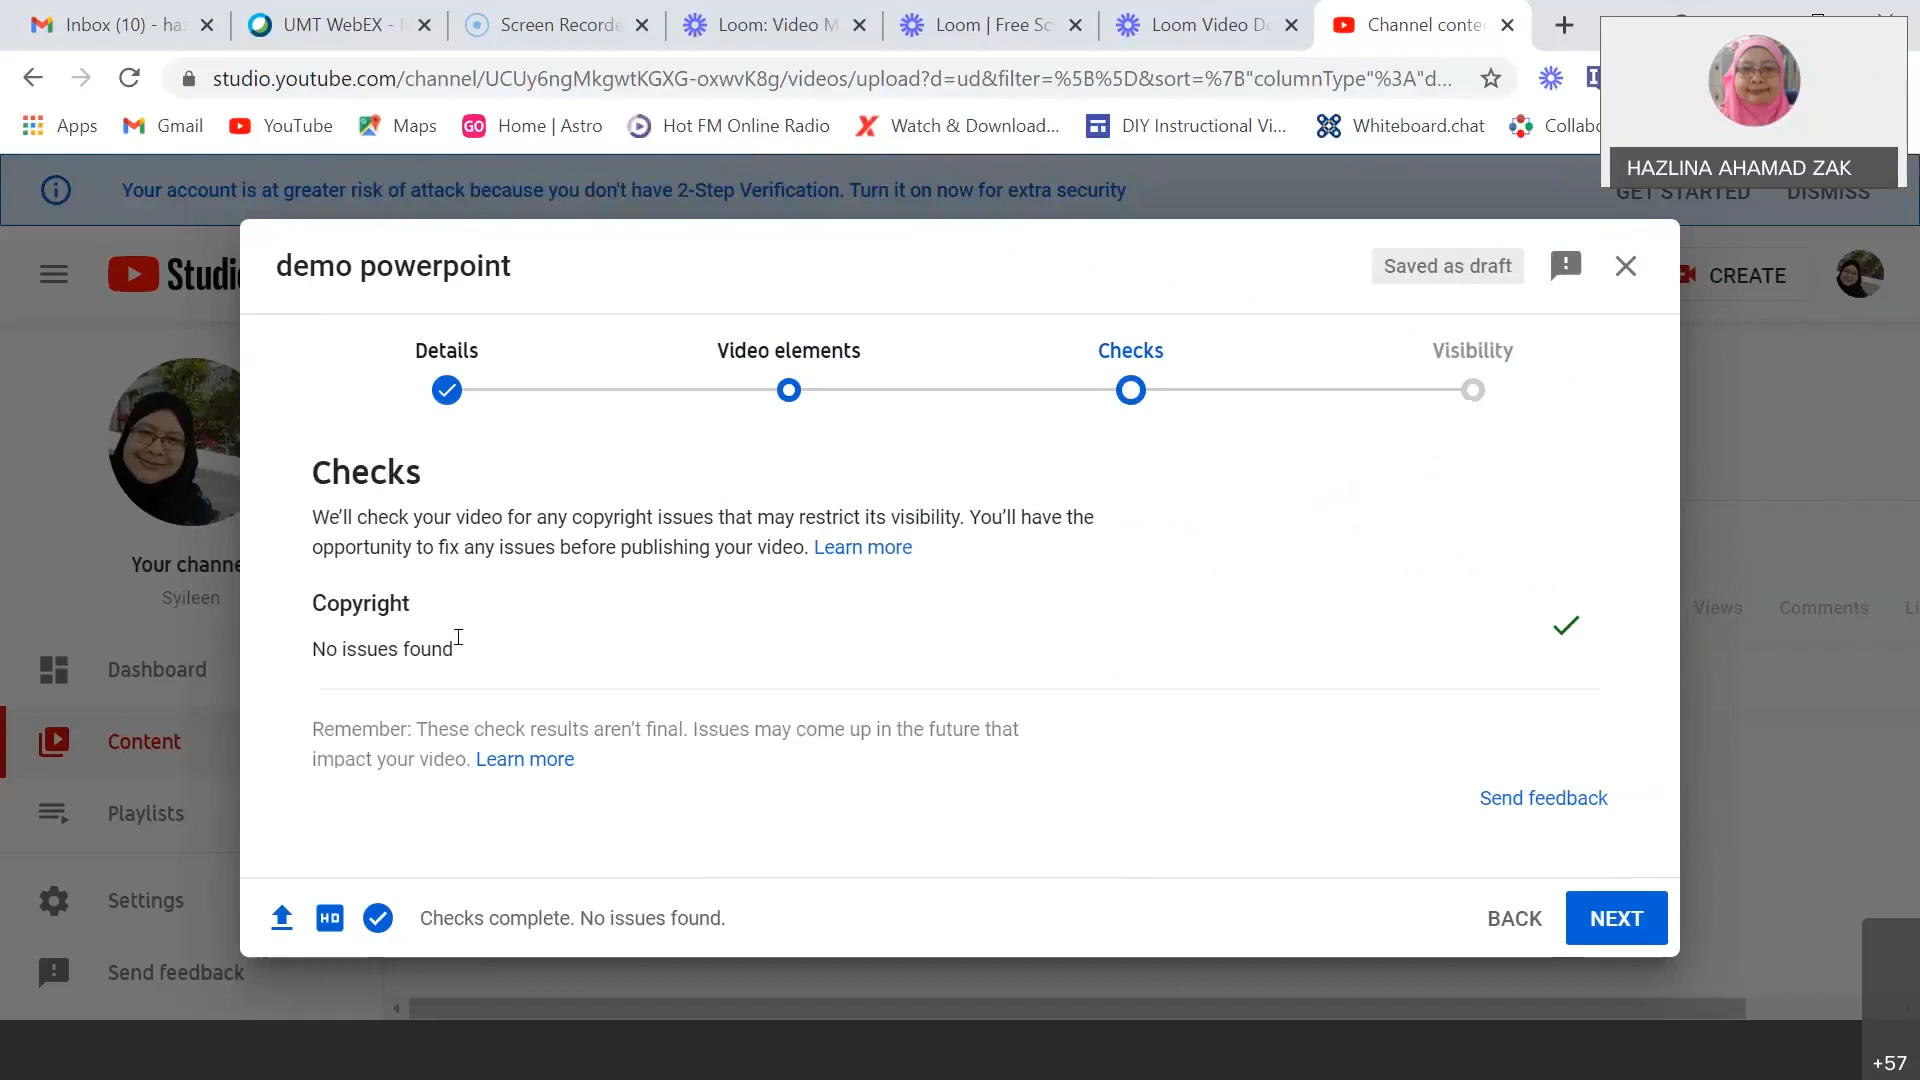 Inbox (10) - ha
UMT WebEX -
Screen Recorde
Loom: Video M
Loom | Free Sc
Loom Video De
Channel conte
studio.youtube.com/channel/UCUy6ngMkgwtKGXG-oxwvK8g/videos/upload?d=ud&filter=%5B%5D&sort=%7B"columnType"%3A"d...
Apps
Gmail
YouTube
Maps
GO
Home | Astro
Hot FM Online Radio
Watch & Download...
DIY Instructional Vi...
Whiteboard.chat
Collabo
HAZLINA AHAMAD ZAK
Your account is at greater risk of attack because you don't have 2-Step Verification. Turn it on now for extra security
GET STARTED
DISMISS
Studi
CREATE
demo powerpoint
Saved as draft
Details
Video elements
Checks
Visibility
Checks
We'll check your video for any copyright issues that may restrict its visibility. You'll have the
opportunity to fix any issues before publishing your video. Learn more
Copyright
No issues found
Remember: These check results aren't final. Issues may come up in the future that
impact your video. Learn more
Send feedback
HD
Checks complete. No issues found.
BACK
NEXT
Your channe
Syileen
Dashboard
Content
Playlists
Settings
Send feedback
Views
Comments
Li
+57